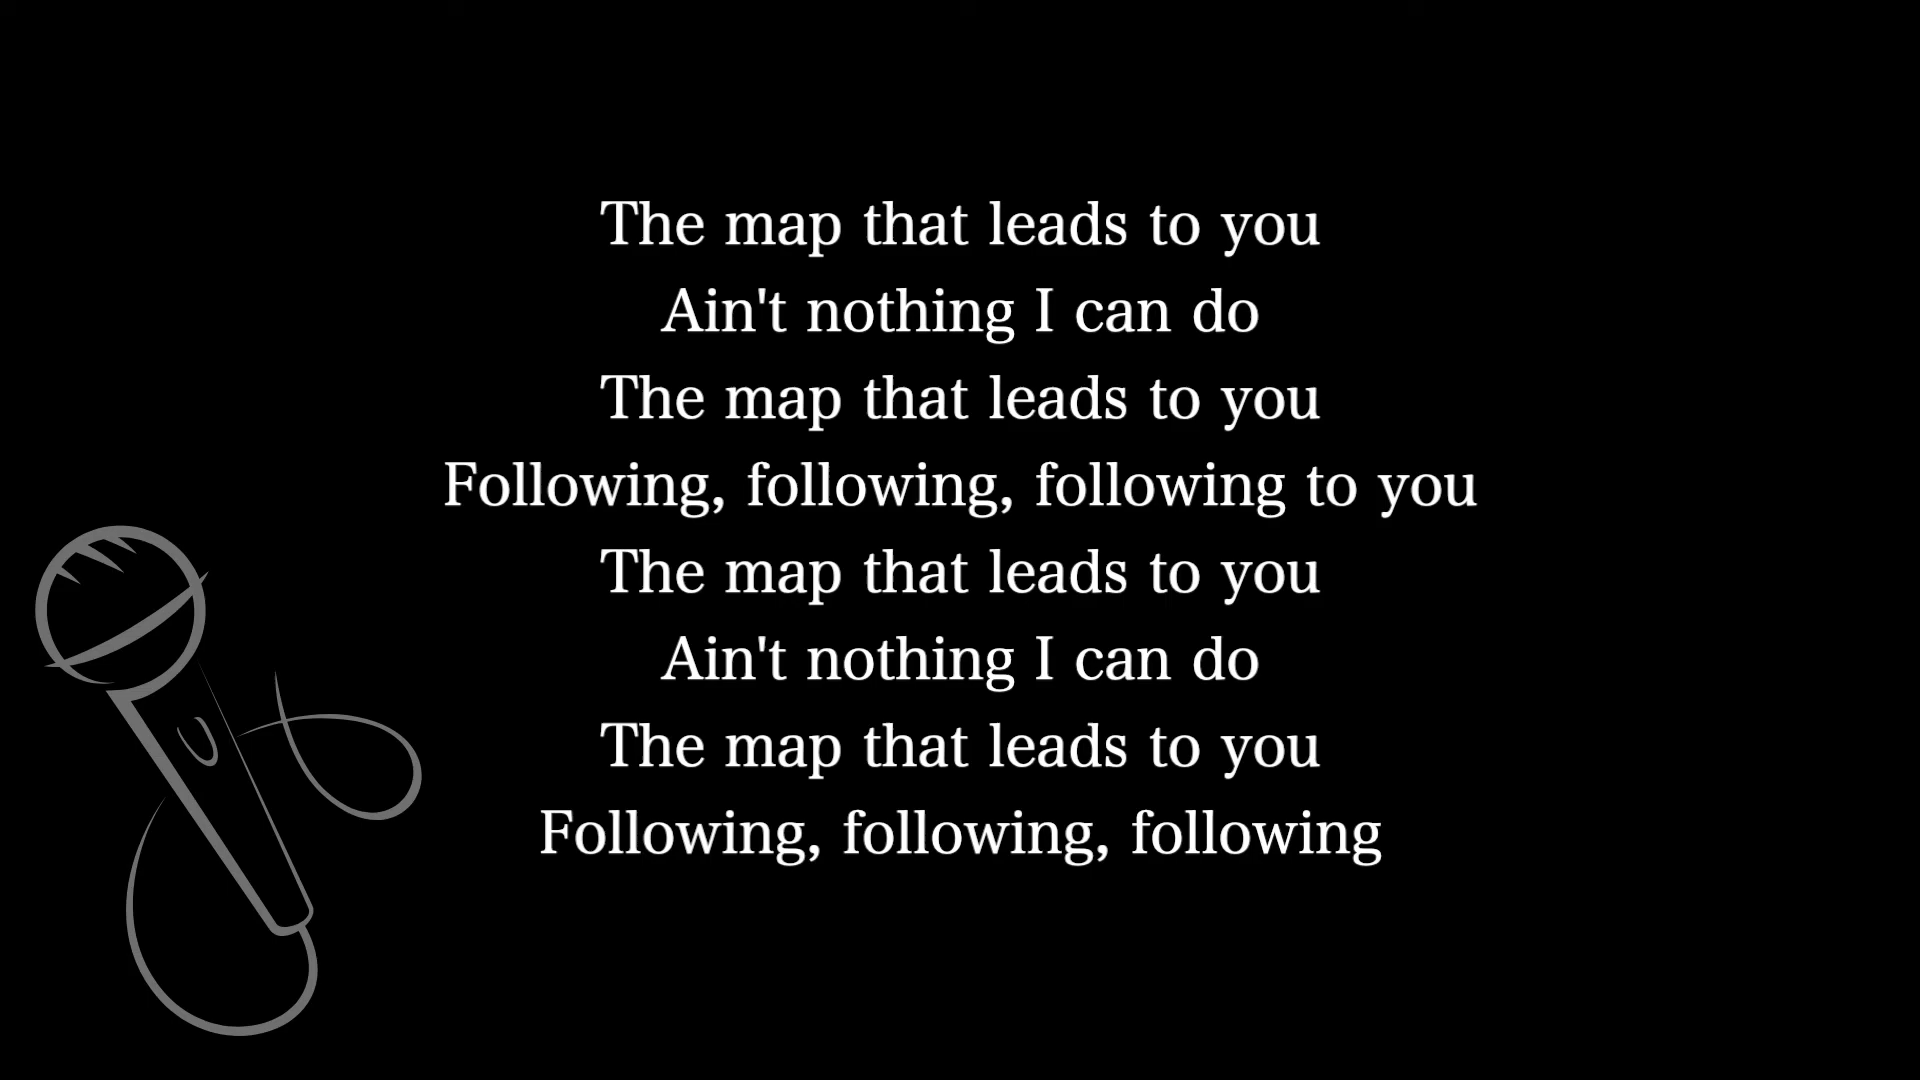 The map that leads to you
Ain't nothing I can do
The map that leads to you
Following, following, following to you
The map that leads to you
Ain't nothing I can do
The map that leads to you
Following, following, following